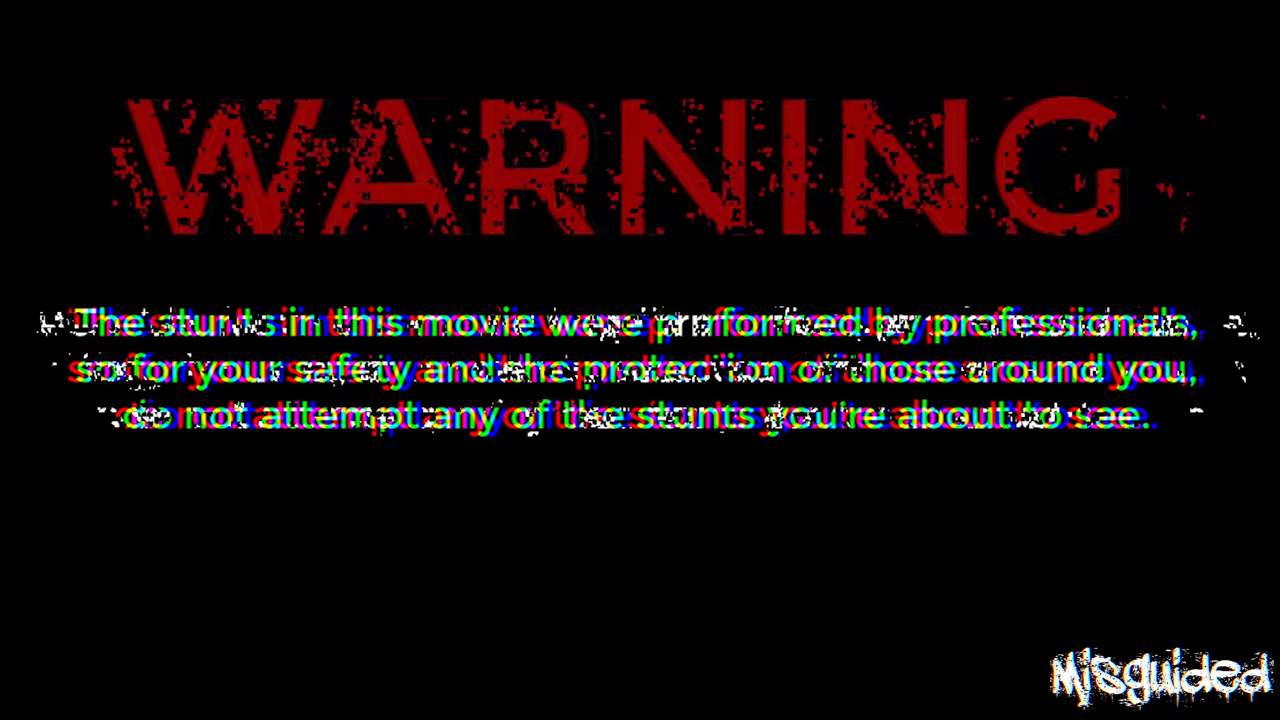 WARNING
The stunts in this movie were preformed by professionals,
so for your safety and the protection of those around you,
do not attempt any of the stunts you're about to see.
Misguided